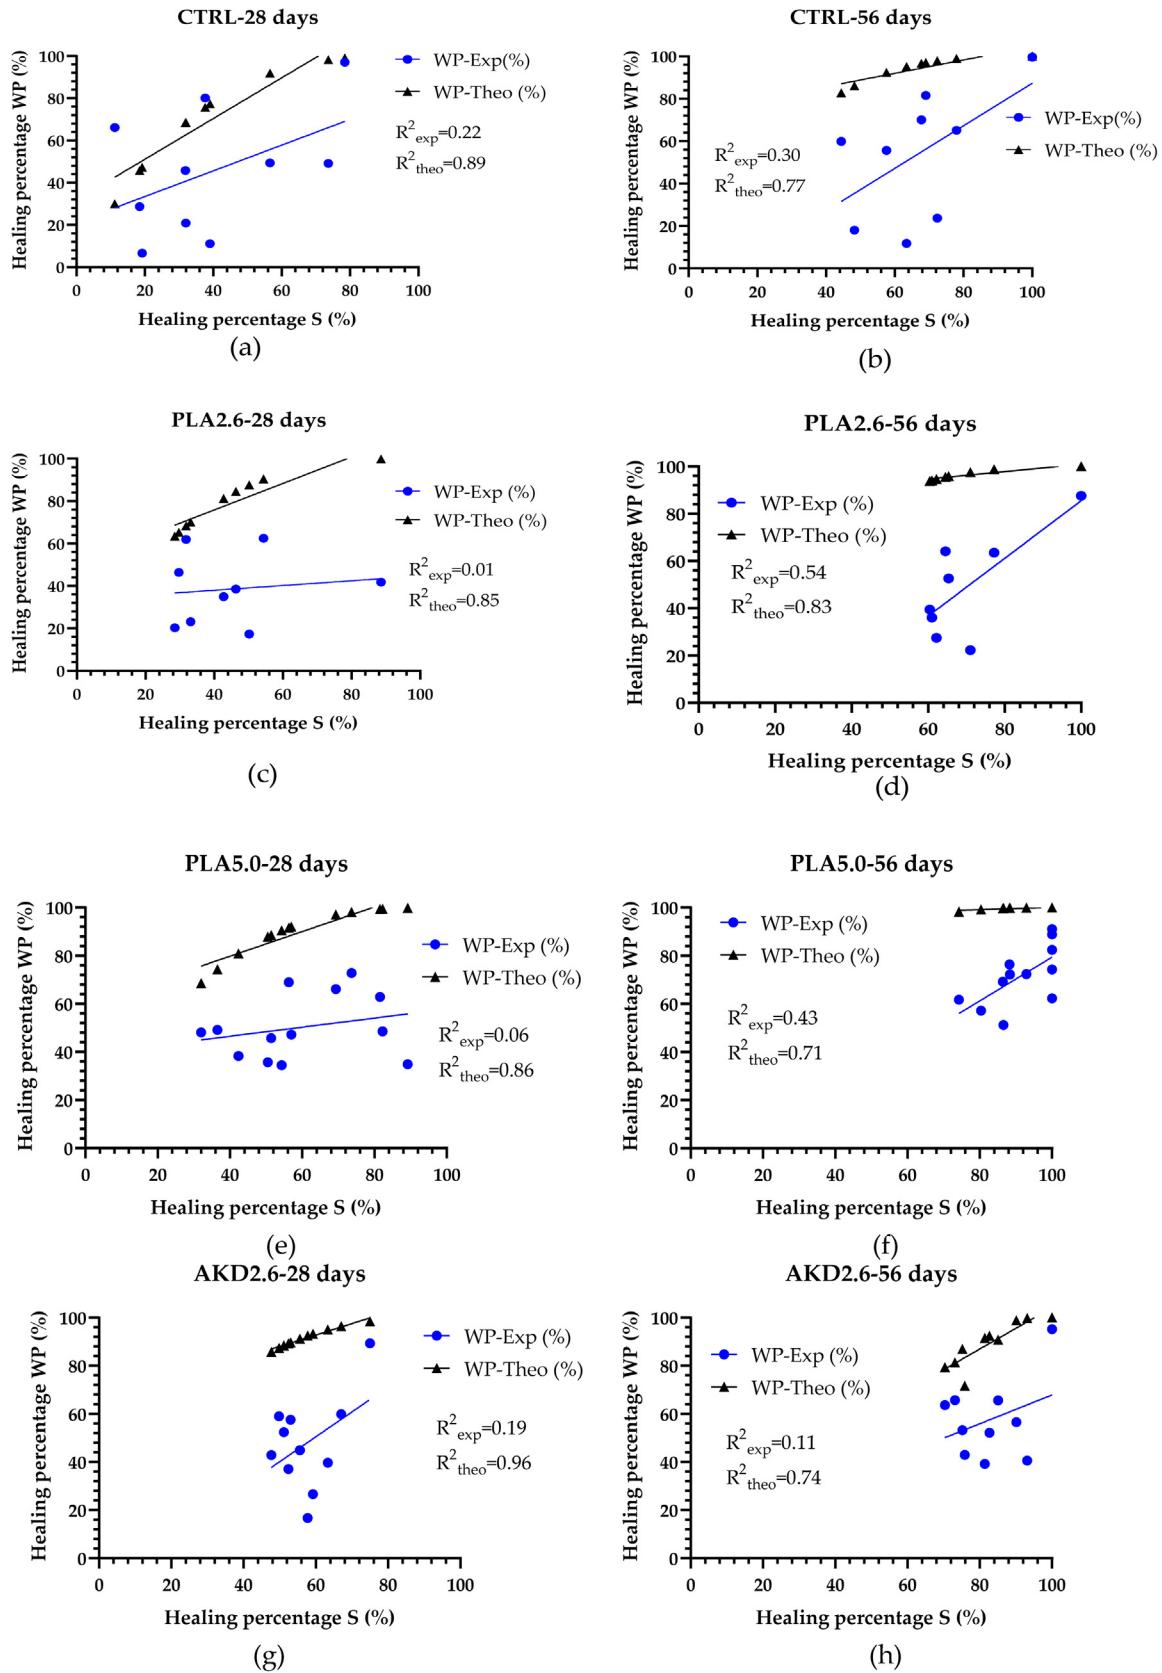 CTRL-28 days
Healing percentage WP (%)
100
80
60
40
20
0
0 20 40 60 80 100
Healing percentage S (%)
WP-Exp(%)
WP-Theo (%)
R2exp=0.22
R2theo=0.89
(a)
CTRL-56 days
Healing percentage WP (%)
100
80
60
40
20
0
0 20 40 60 80 100
Healing percentage S (%)
WP-Exp(%)
WP-Theo (%)
R2exp=0.30
R2theo=0.77
(b)
PLA2.6-28 days
Healing percentage WP (%)
100
80
60
40
20
0
0 20 40 60 80 100
Healing percentage S (%)
WP-Exp (%)
WP-Theo (%)
R2exp=0.01
R2theo=0.85
(c)
PLA2.6-56 days
Healing percentage WP (%)
100
80
60
40
20
0
0 20 40 60 80 100
Healing percentage S (%)
WP-Exp (%)
WP-Theo (%)
R2exp=0.54
R2theo=0.83
(d)
PLA5.0-28 days
Healing percentage WP (%)
100
80
60
40
20
0
0 20 40 60 80 100
Healing percentage S (%)
WP-Exp (%)
WP-Theo (%)
R2exp=0.06
R2theo=0.86
(e)
PLA5.0-56 days
Healing percentage WP (%)
100
80
60
40
20
0
0 20 40 60 80 100
Healing percentage S (%)
WP-Exp (%)
WP-Theo (%)
R2exp=0.43
R2theo=0.71
(f)
AKD2.6-28 days
Healing percentage WP (%)
100
80
60
40
20
0
0 20 40 60 80 100
Healing percentage S (%)
WP-Exp (%)
WP-Theo (%)
R2exp=0.19
R2theo=0.96
(g)
AKD2.6-56 days
Healing percentage WP (%)
100
80
60
40
20
0
0 20 40 60 80 100
Healing percentage S (%)
WP-Exp (%)
WP-Theo (%)
R2exp=0.11
R2theo=0.74
(h)